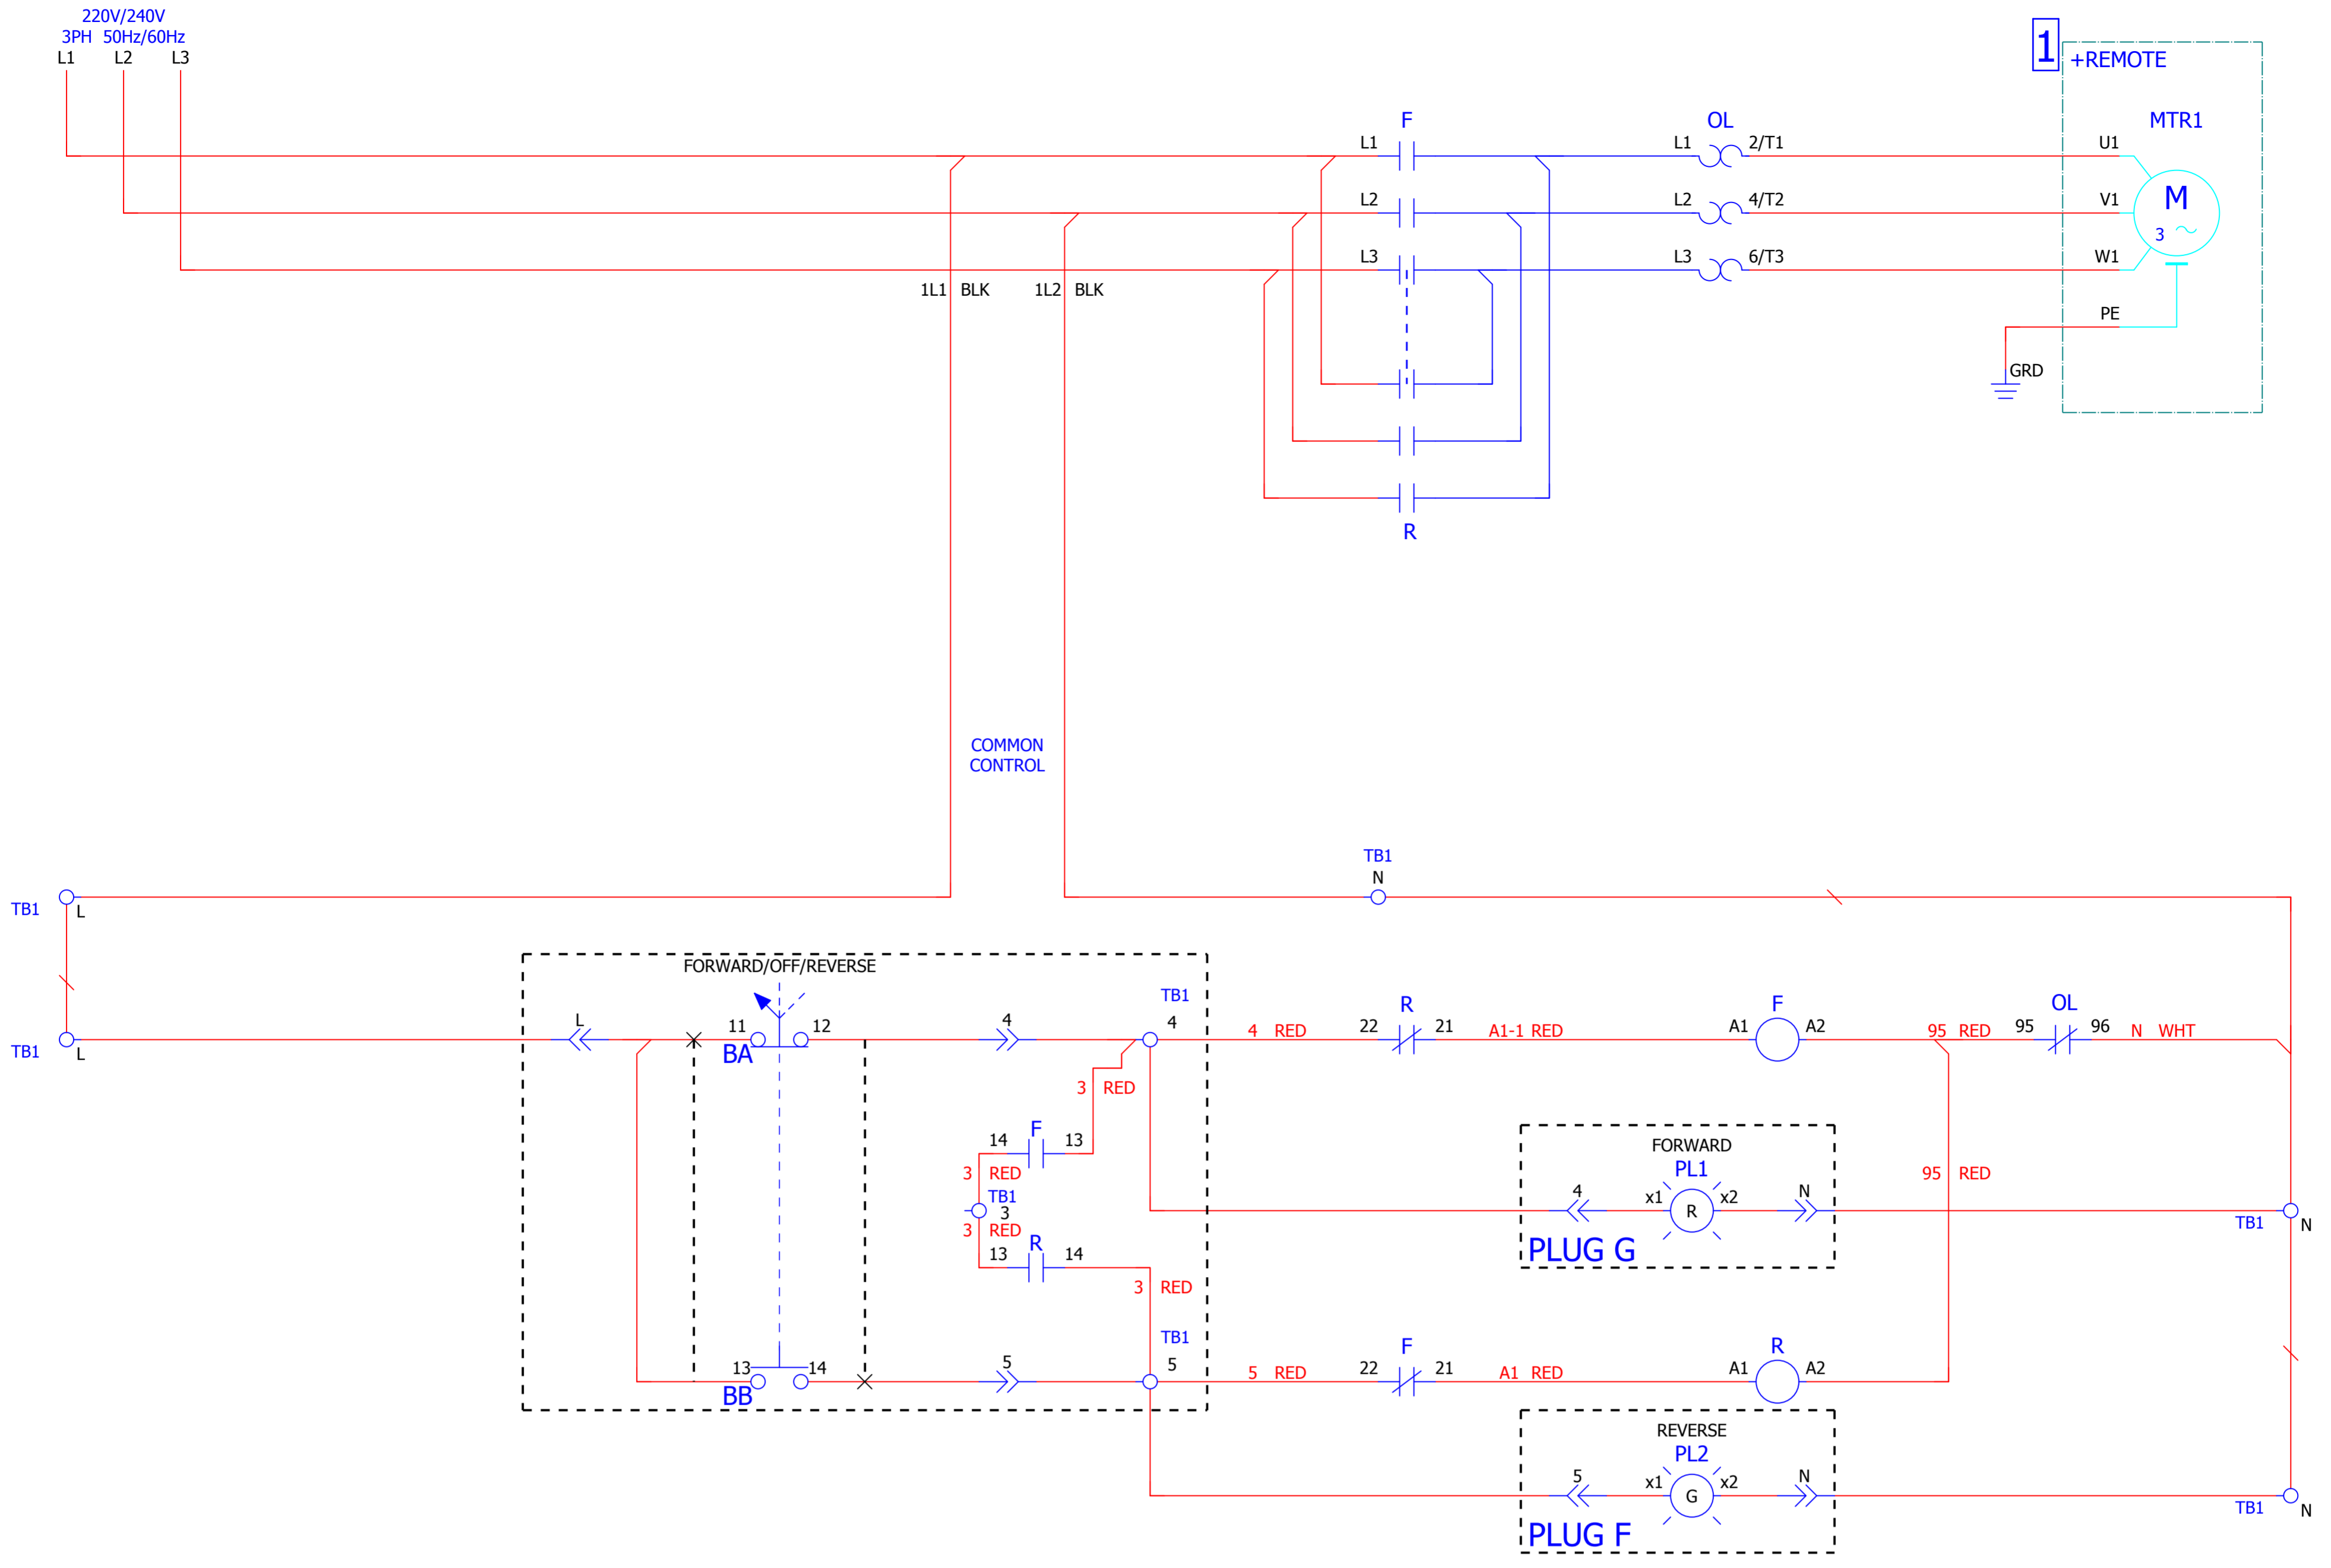 220V/240V
3PH 50Hz/60Hz
L1 L2 L3
1
+REMOTE
F
OL
MTR1
L1
L1 2/T1
U1
L2
L2 4/T2
V1
M
3
L3
L3 6/T3
W1
1L1 BLK
1L2 BLK
PE
GRD
R
COMMON
CONTROL
TB1
N
TB1 L
FORWARD/OFF/REVERSE
TB1
4
L
11 12
BA
4
4 RED
R
22 21
A1-1 RED
F
A1 A2
95 RED
OL
95 96
N WHT
TB1 L
3 RED
F
14 13
3 RED
TB1
3
3 RED
R
13 14
3 RED
FORWARD
PL1
4
x1 x2
R
N
PLUG G
95 RED
TB1 N
TB1
5
13 14
BB
5
5 RED
F
22 21
A1 RED
R
A1 A2
REVERSE
PL2
5
x1 x2
G
N
PLUG F
TB1 N